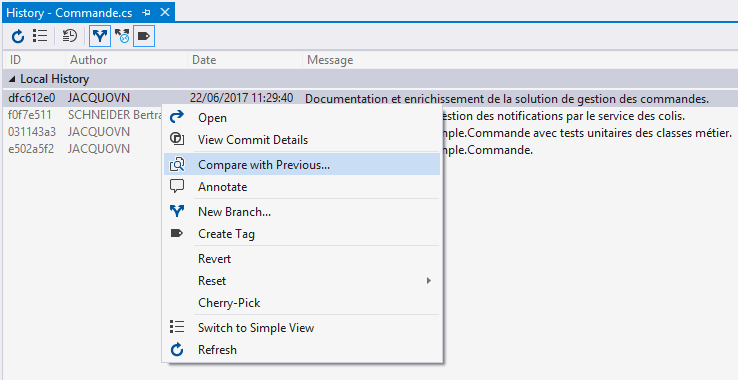 History - Commande.cs
ID Author Date Message
Local History
dfc612e0 JACQUOVN 22/06/2017 11:29:40 Documentation et enrichissement de la solution de gestion des commandes.
f0f7e511 SCHNEIDER Bertra estion des notifications par le service des colis.
031143a3 JACQUOVN mple.Commande avec tests unitaires des classes métier.
e502a5f2 JACQUOVN mple.Commande.
Open
View Commit Details
Compare with Previous...
Annotate
New Branch...
Create Tag
Revert
Reset
Cherry-Pick
Switch to Simple View
Refresh